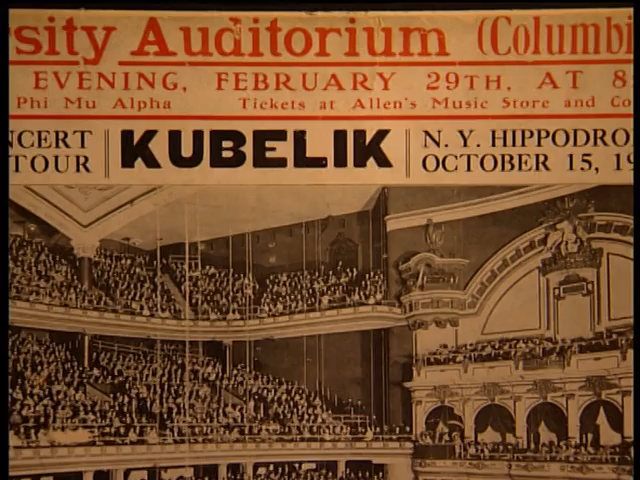 sity Auditorium (Columbi
EVENING, FEBRUARY 29TH, AT 8
Phi Mu Alpha Tickets at Allen's Music Store and Co
NCERT TOUR
KUBELIK
N. Y. HIPPODRO
OCTOBER 15, 19